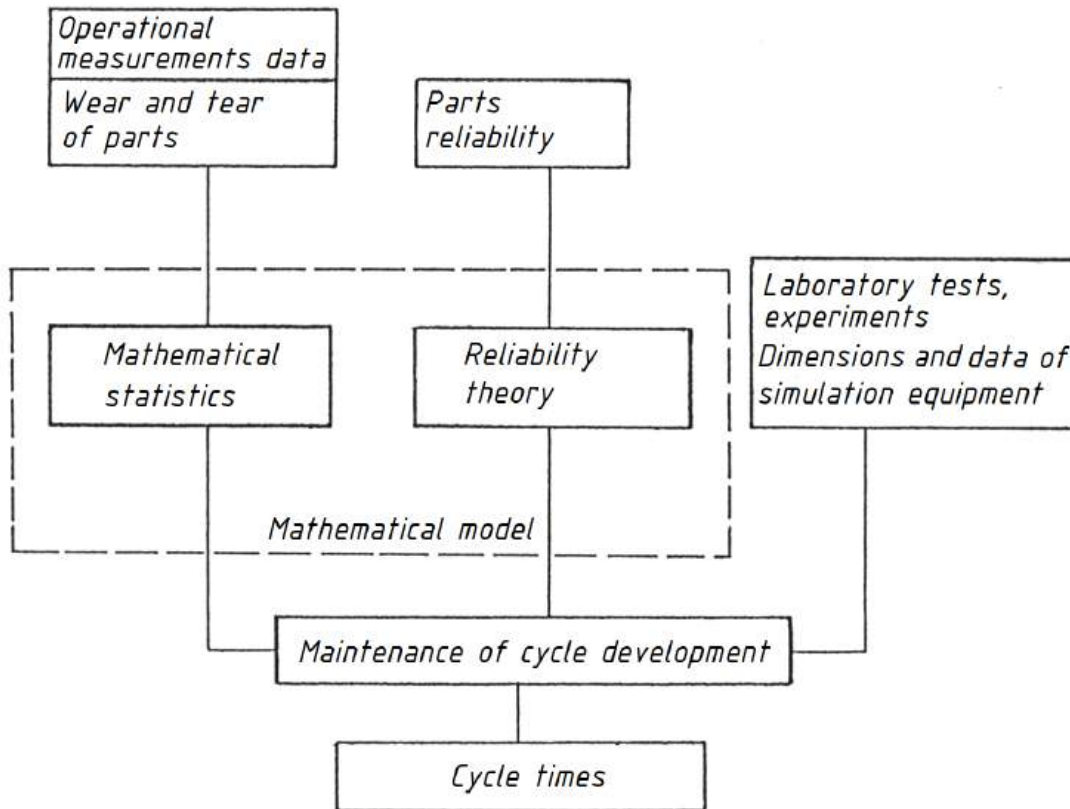 Operational
measurements data
Wear and tear
of parts
Parts
reliability
Laboratory tests,
experiments
Dimensions and data of
simulation equipment
Mathematical
statistics
Reliability
theory
Mathematical model
Maintenance of cycle development
Cycle times